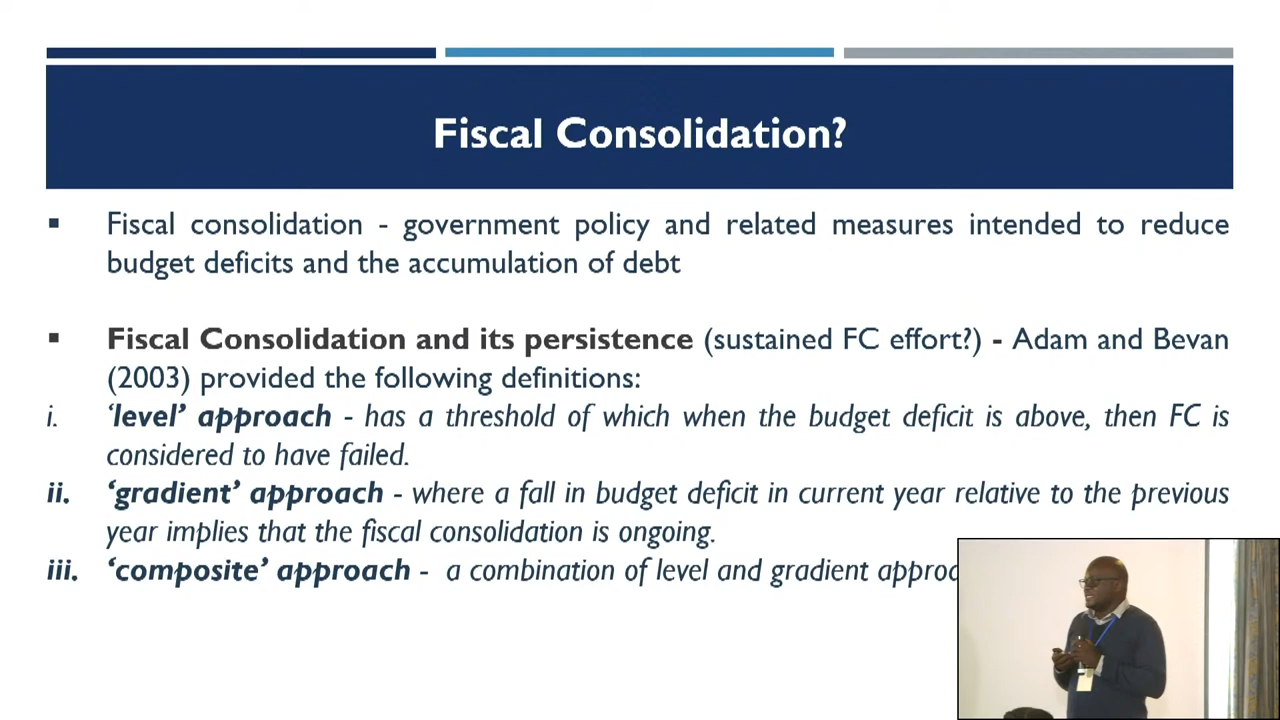 Fiscal Consolidation?
▪ Fiscal consolidation - government policy and related measures intended to reduce
budget deficits and the accumulation of debt
▪ Fiscal Consolidation and its persistence (sustained FC effort?) - Adam and Bevan
(2003) provided the following definitions:
i. ‘level’ approach - has a threshold of which when the budget deficit is above, then FC is
considered to have failed.
ii. ‘gradient’ approach - where a fall in budget deficit in current year relative to the previous
year implies that the fiscal consolidation is ongoing.
iii. ‘composite’ approach - a combination of level and gradient